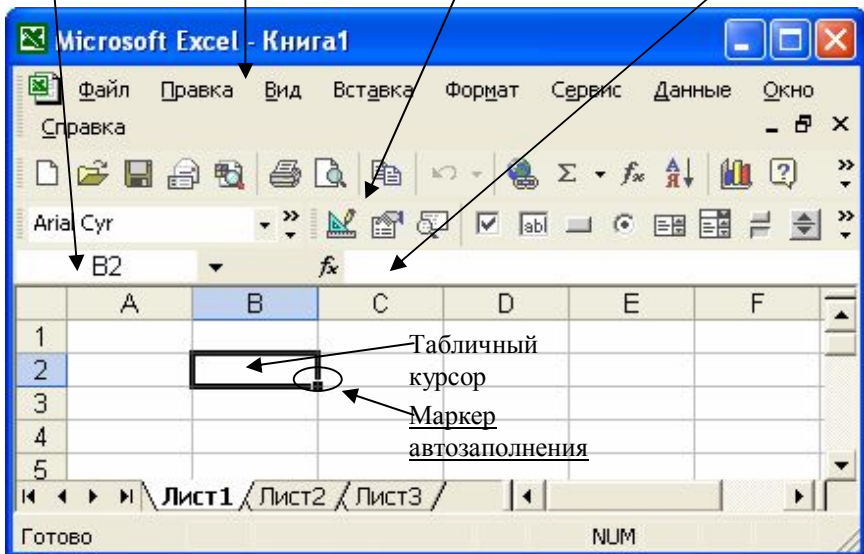 Microsoft Excel - Книга1
Файл Правка Вид Вставка Формат Сервис Данные Окно
Справка
Arial Cyr
B2 fx
A B C D E F
1
2
3
4
5
Табличный
курсор
Маркер
автозаполнения
Лист1 Лист2 Лист3
Готово NUM